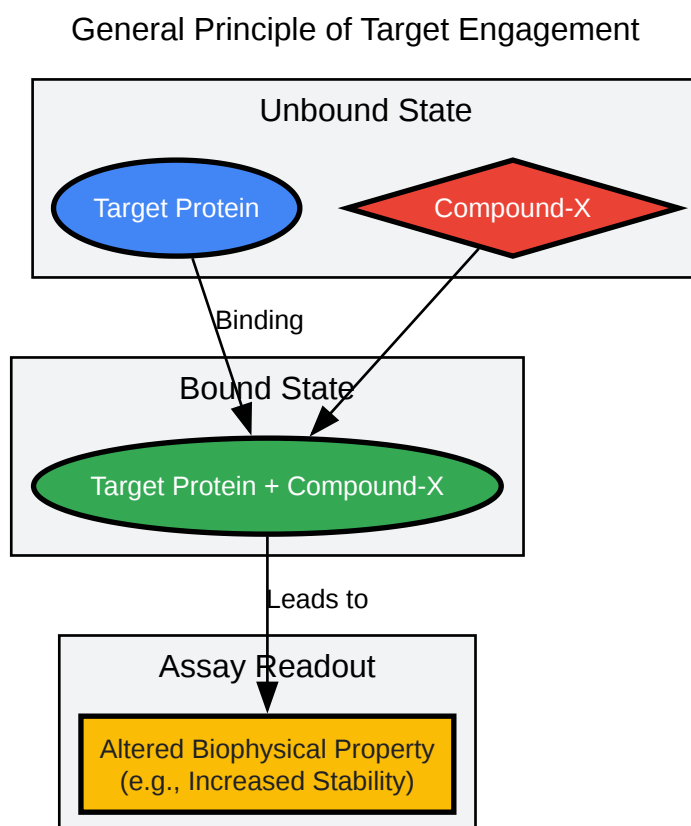 General Principle of Target Engagement
Unbound State
Target Protein
Compound-X
Binding
Bound State
Target Protein + Compound-X
Leads to
Assay Readout
Altered Biophysical Property
(e.g., Increased Stability)